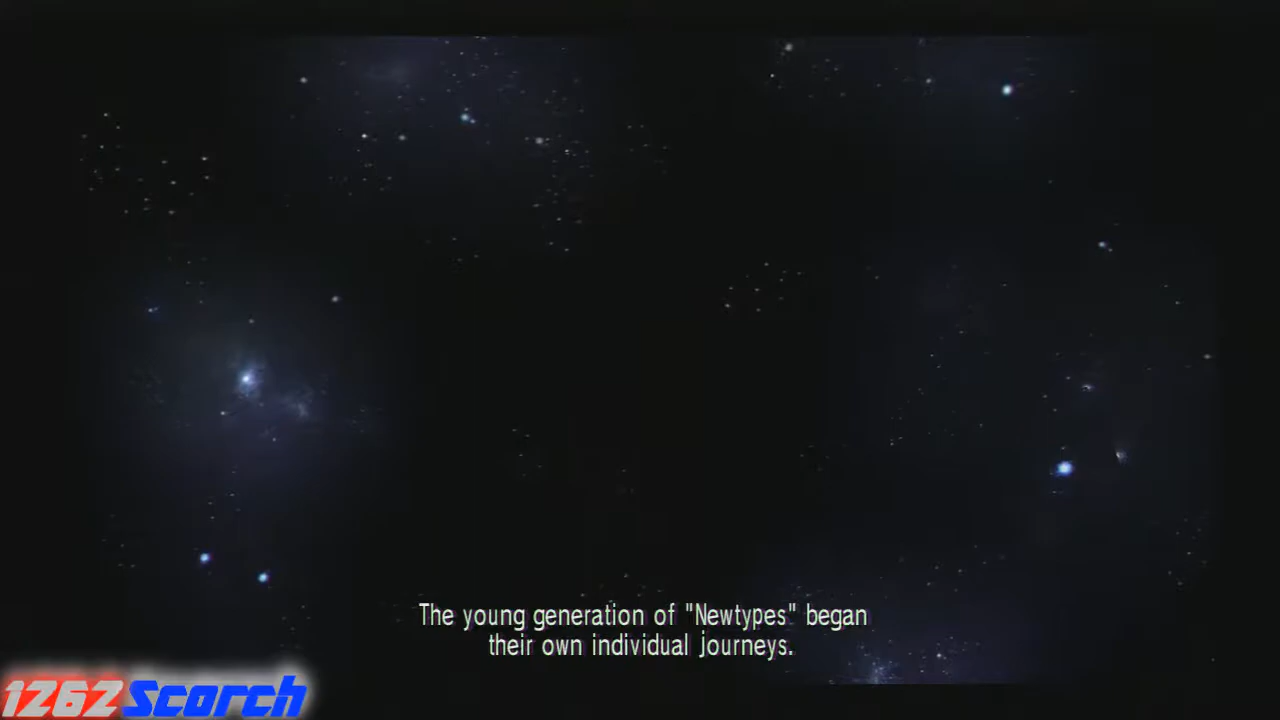 The young generation of "Newtypes" began
their own individual journeys.
1262Scorch